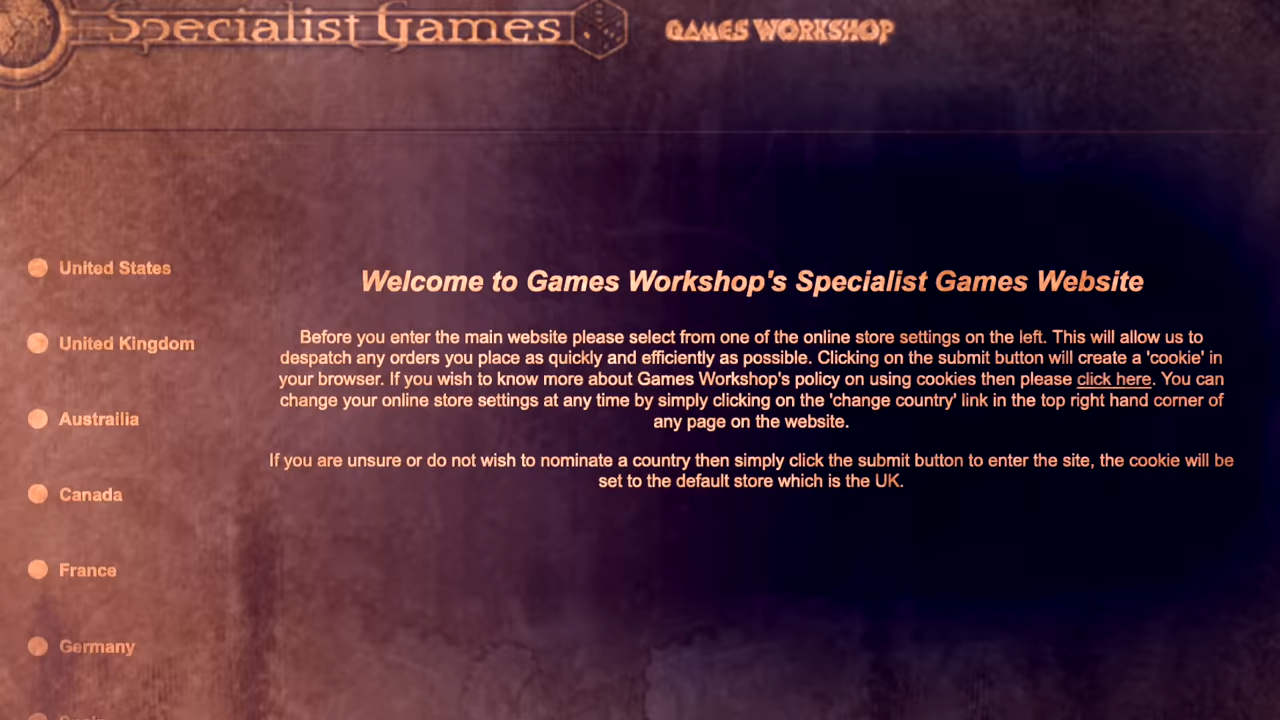 Specialist Games
GAMES WORKSHOP
United States
United Kingdom
Austrailia
Canada
France
Germany
Spain
Welcome to Games Workshop's Specialist Games Website
Before you enter the main website please select from one of the online store settings on the left. This will allow us to
despatch any orders you place as quickly and efficiently as possible. Clicking on the submit button will create a 'cookie' in
your browser. If you wish to know more about Games Workshop's policy on using cookies then please click here. You can
change your online store settings at any time by simply clicking on the 'change country' link in the top right hand corner of
any page on the website.
If you are unsure or do not wish to nominate a country then simply click the submit button to enter the site, the cookie will be
set to the default store which is the UK.